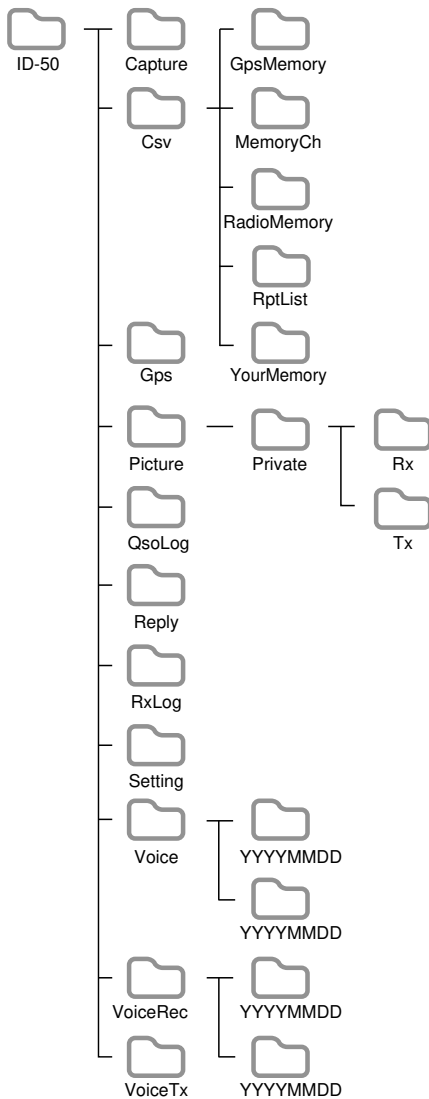 ID-50 Capture GpsMemory
Csv MemoryCh
RadioMemory
RptList
Gps YourMemory
Picture Private Rx
QsoLog Tx
Reply
RxLog
Setting
Voice YYYYMMDD
YYYYMMDD
VoiceRec YYYYMMDD
VoiceTx YYYYMMDD